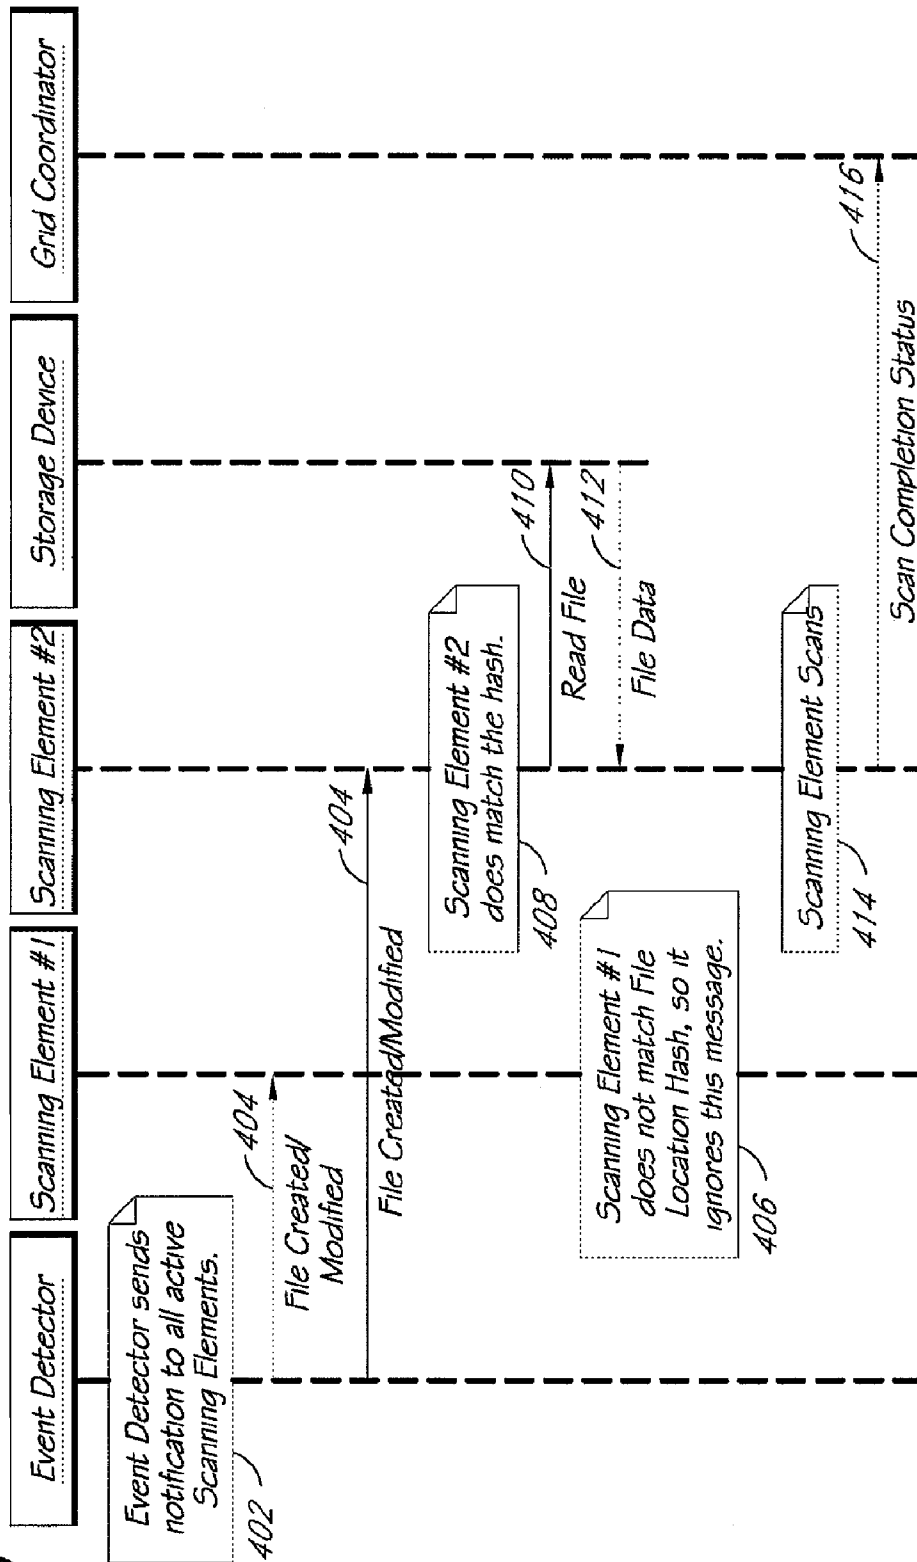 Event Detector
Scanning Element #1
Scanning Element #2
Storage Device
Grid Coordinator
Event Detector sends
notification to all active
Scanning Elements.
402
404
File Created/
Modified
404
File Created/Modified
Scanning Element #2
does match the hash.
408
410
Read File
412
File Data
Scanning Element #1
does not match File
Location Hash, so it
ignores this message.
406
Scanning Element Scans
414
416
Scan Completion Status